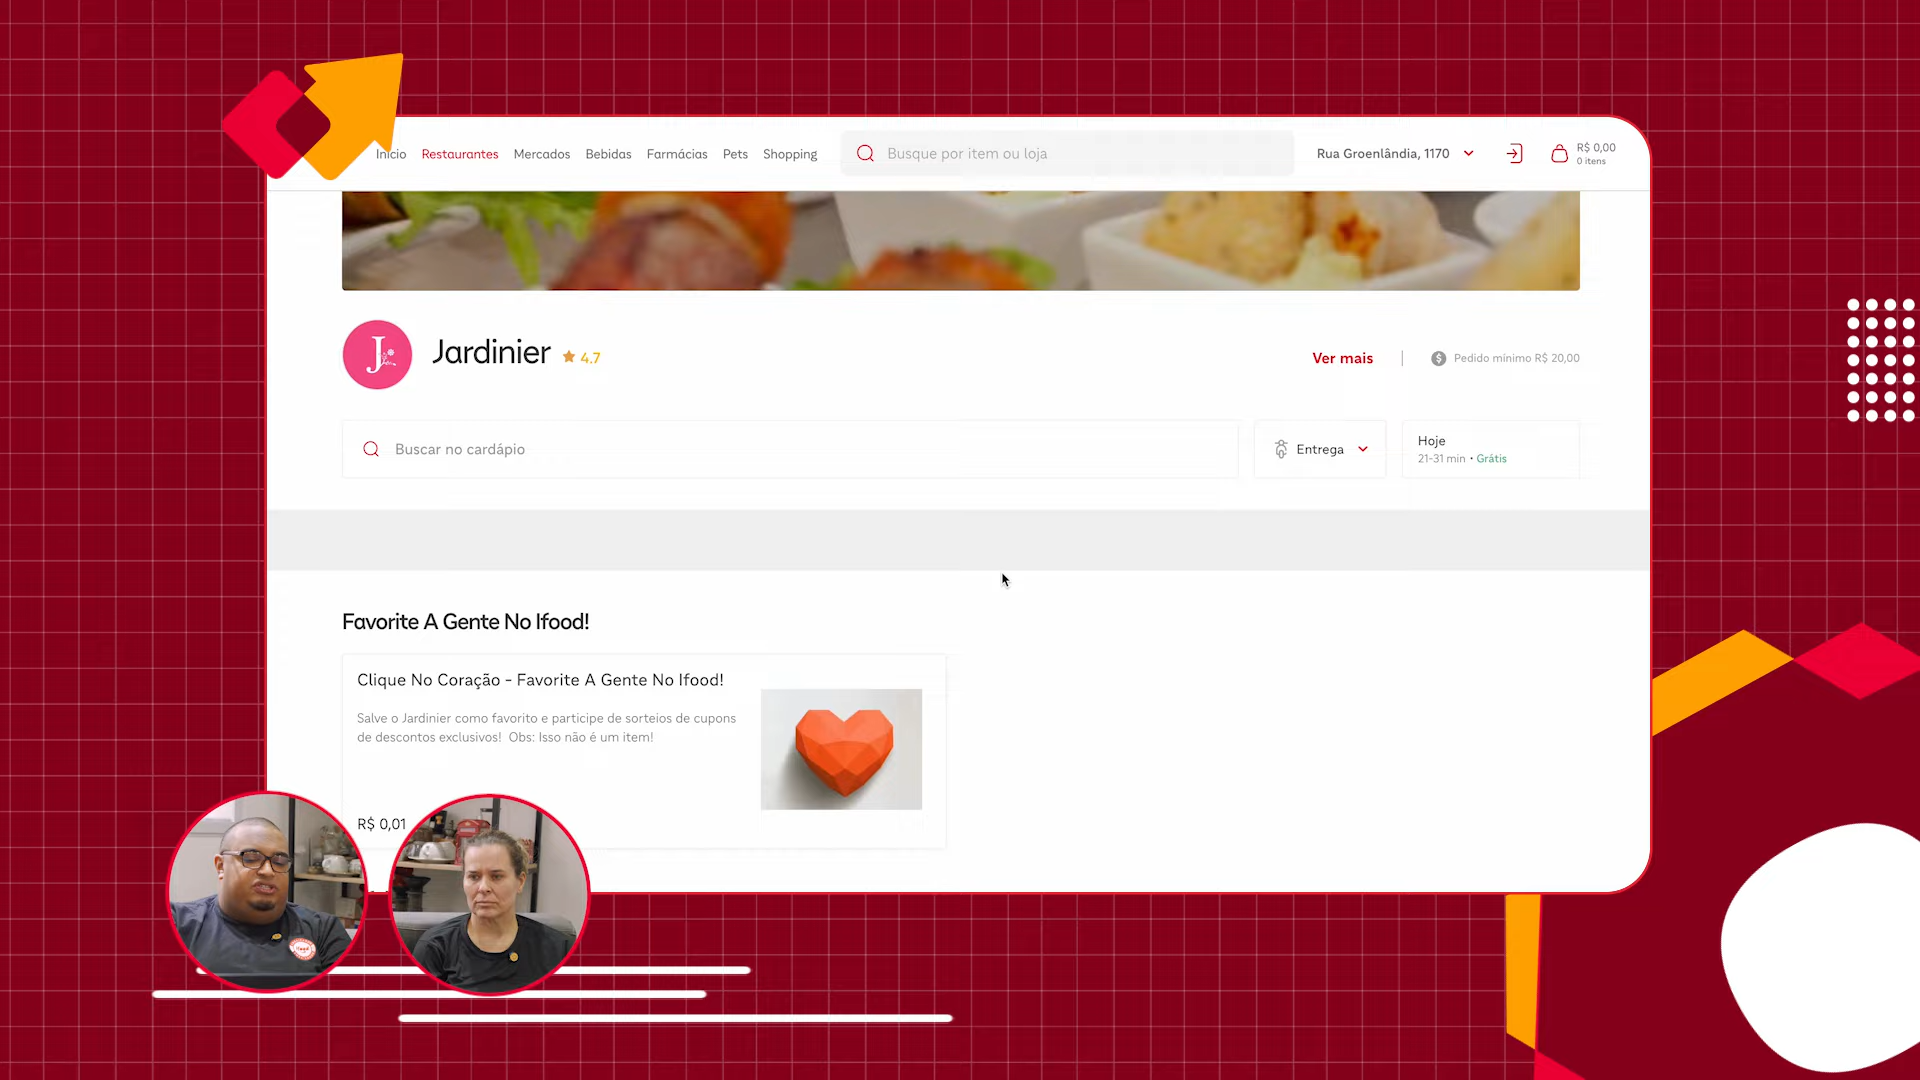 Início Restaurantes Mercados Bebidas Farmácias Pets Shopping Busque por item ou loja Rua Groenlândia, 1170 R$ 0,00
0 itens
Jardinier 4.7 Ver mais Pedido mínimo R$ 20,00
Buscar no cardápio Entrega Hoje
21-31 min • Grátis
Favorite A Gente No Ifood!
Clique No Coração - Favorite A Gente No Ifood!
Salve o Jardinier como favorito e participe de sorteios de cupons
de descontos exclusivos! Obs: Isso não é um item!
R$ 0,01